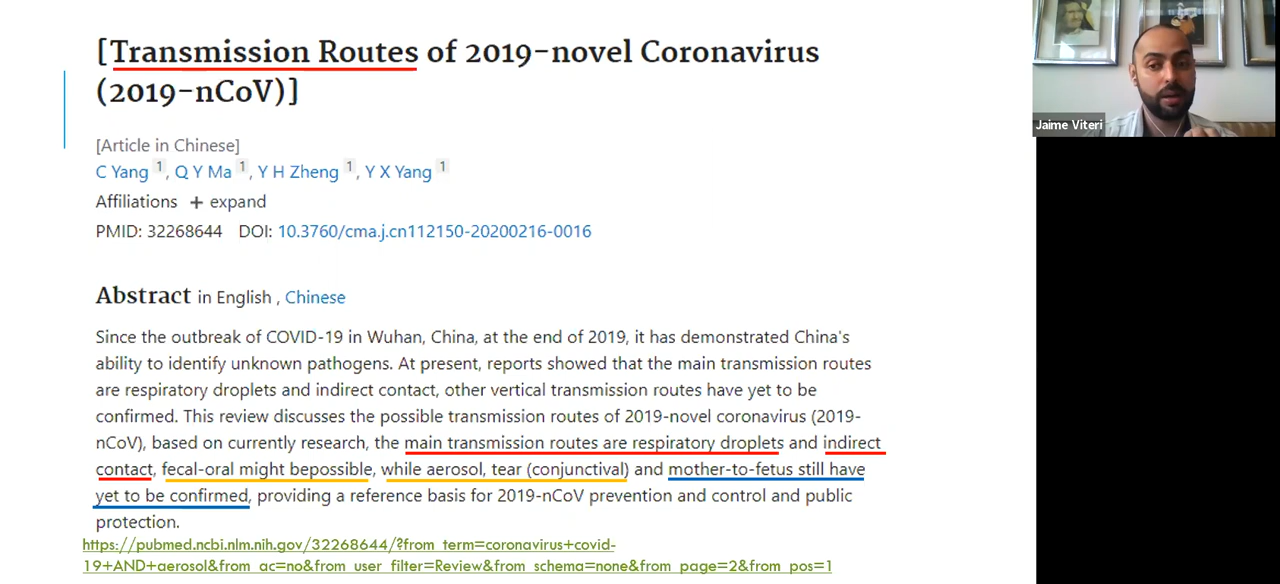 [Transmission Routes of 2019-novel Coronavirus
(2019-nCoV)]
[Article in Chinese]
C Yang 1, Q Y Ma 1, Y H Zheng 1, Y X Yang 1
Affiliations + expand
PMID: 32268644 DOI: 10.3760/cma.j.cn112150-20200216-0016
Abstract in English , Chinese
Since the outbreak of COVID-19 in Wuhan, China, at the end of 2019, it has demonstrated China's
ability to identify unknown pathogens. At present, reports showed that the main transmission routes
are respiratory droplets and indirect contact, other vertical transmission routes have yet to be
confirmed. This review discusses the possible transmission routes of 2019-novel coronavirus (2019-
nCoV), based on currently research, the main transmission routes are respiratory droplets and indirect
contact, fecal-oral might bepossible, while aerosol, tear (conjunctival) and mother-to-fetus still have
yet to be confirmed, providing a reference basis for 2019-nCoV prevention and control and public
protection.
https://pubmed.ncbi.nlm.nih.gov/32268644/?from_term=coronavirus+covid-
19+AND+aerosol&from_ac=no&from_user_filter=Review&from_schema=none&from_page=2&from_pos=1
Jaime Viteri